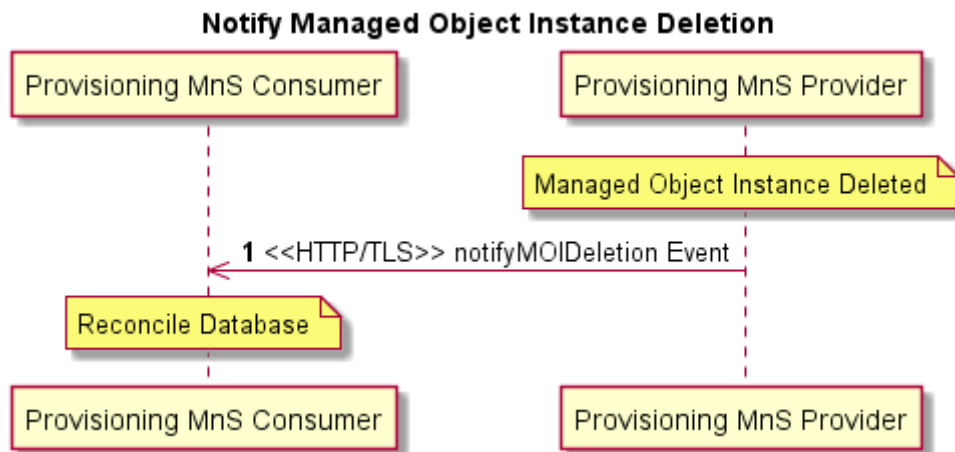 Notify Managed Object Instance Deletion
Provisioning MnS Consumer
Provisioning MnS Provider
Managed Object Instance Deleted
1 <<HTTP/TLS>> notifyMOIDeletion Event
Reconcile Database
Provisioning MnS Consumer
Provisioning MnS Provider